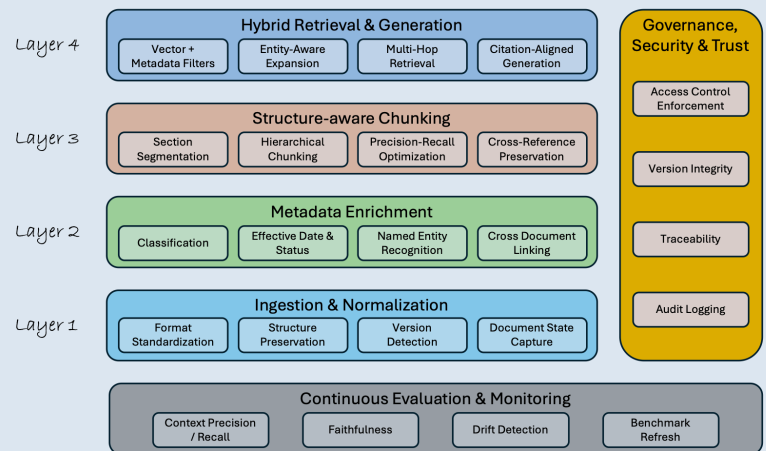 Layer 4
Hybrid Retrieval & Generation
Vector +
Metadata Filters
Entity-Aware
Expansion
Multi-Hop
Retrieval
Citation-Aligned
Generation
Layer 3
Structure-aware Chunking
Section
Segmentation
Hierarchical
Chunking
Precision-Recall
Optimization
Cross-Reference
Preservation
Layer 2
Metadata Enrichment
Classification
Effective Date &
Status
Named Entity
Recognition
Cross Document
Linking
Layer 1
Ingestion & Normalization
Format
Standardization
Structure
Preservation
Version
Detection
Document State
Capture
Governance,
Security & Trust
Access Control
Enforcement
Version Integrity
Traceability
Audit Logging
Continuous Evaluation & Monitoring
Context Precision
/ Recall
Faithfulness
Drift Detection
Benchmark
Refresh